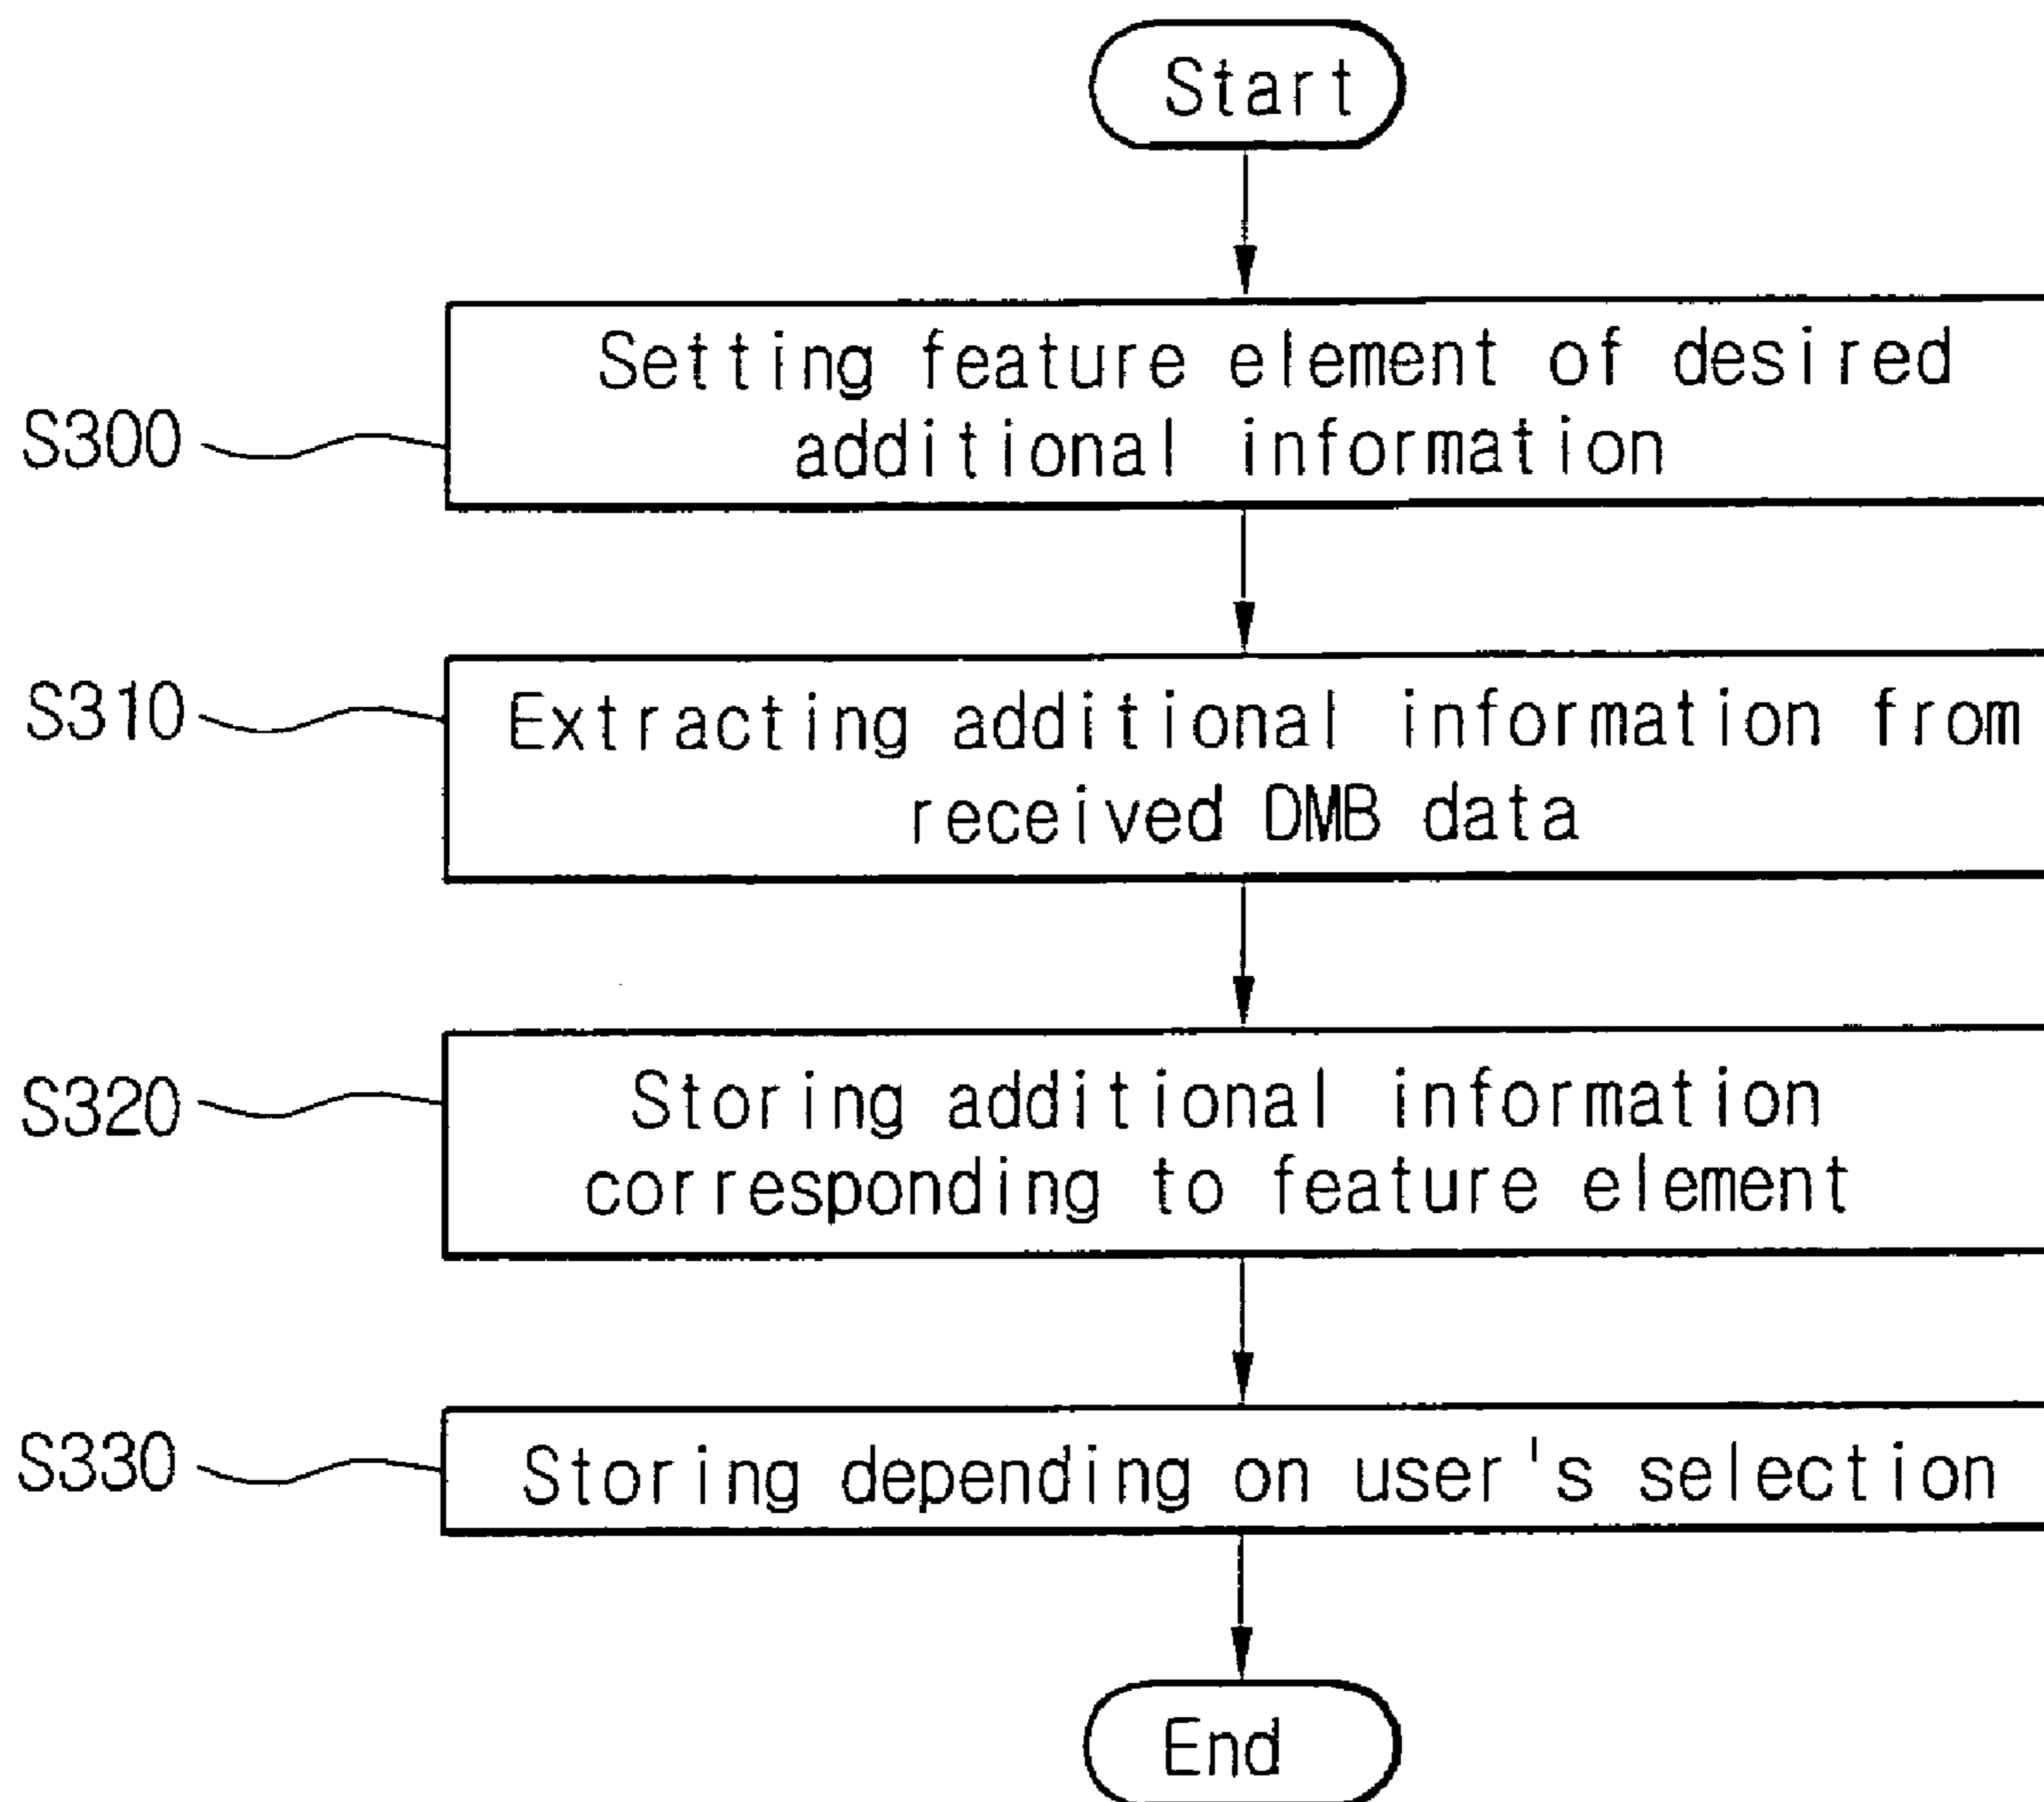 Start
Setting feature element of desired
additional information
S300
S310
Extracting additional information from
received DMB data
S320
Storing additional information
corresponding to feature element
S330
Storing depending on user's selection
End